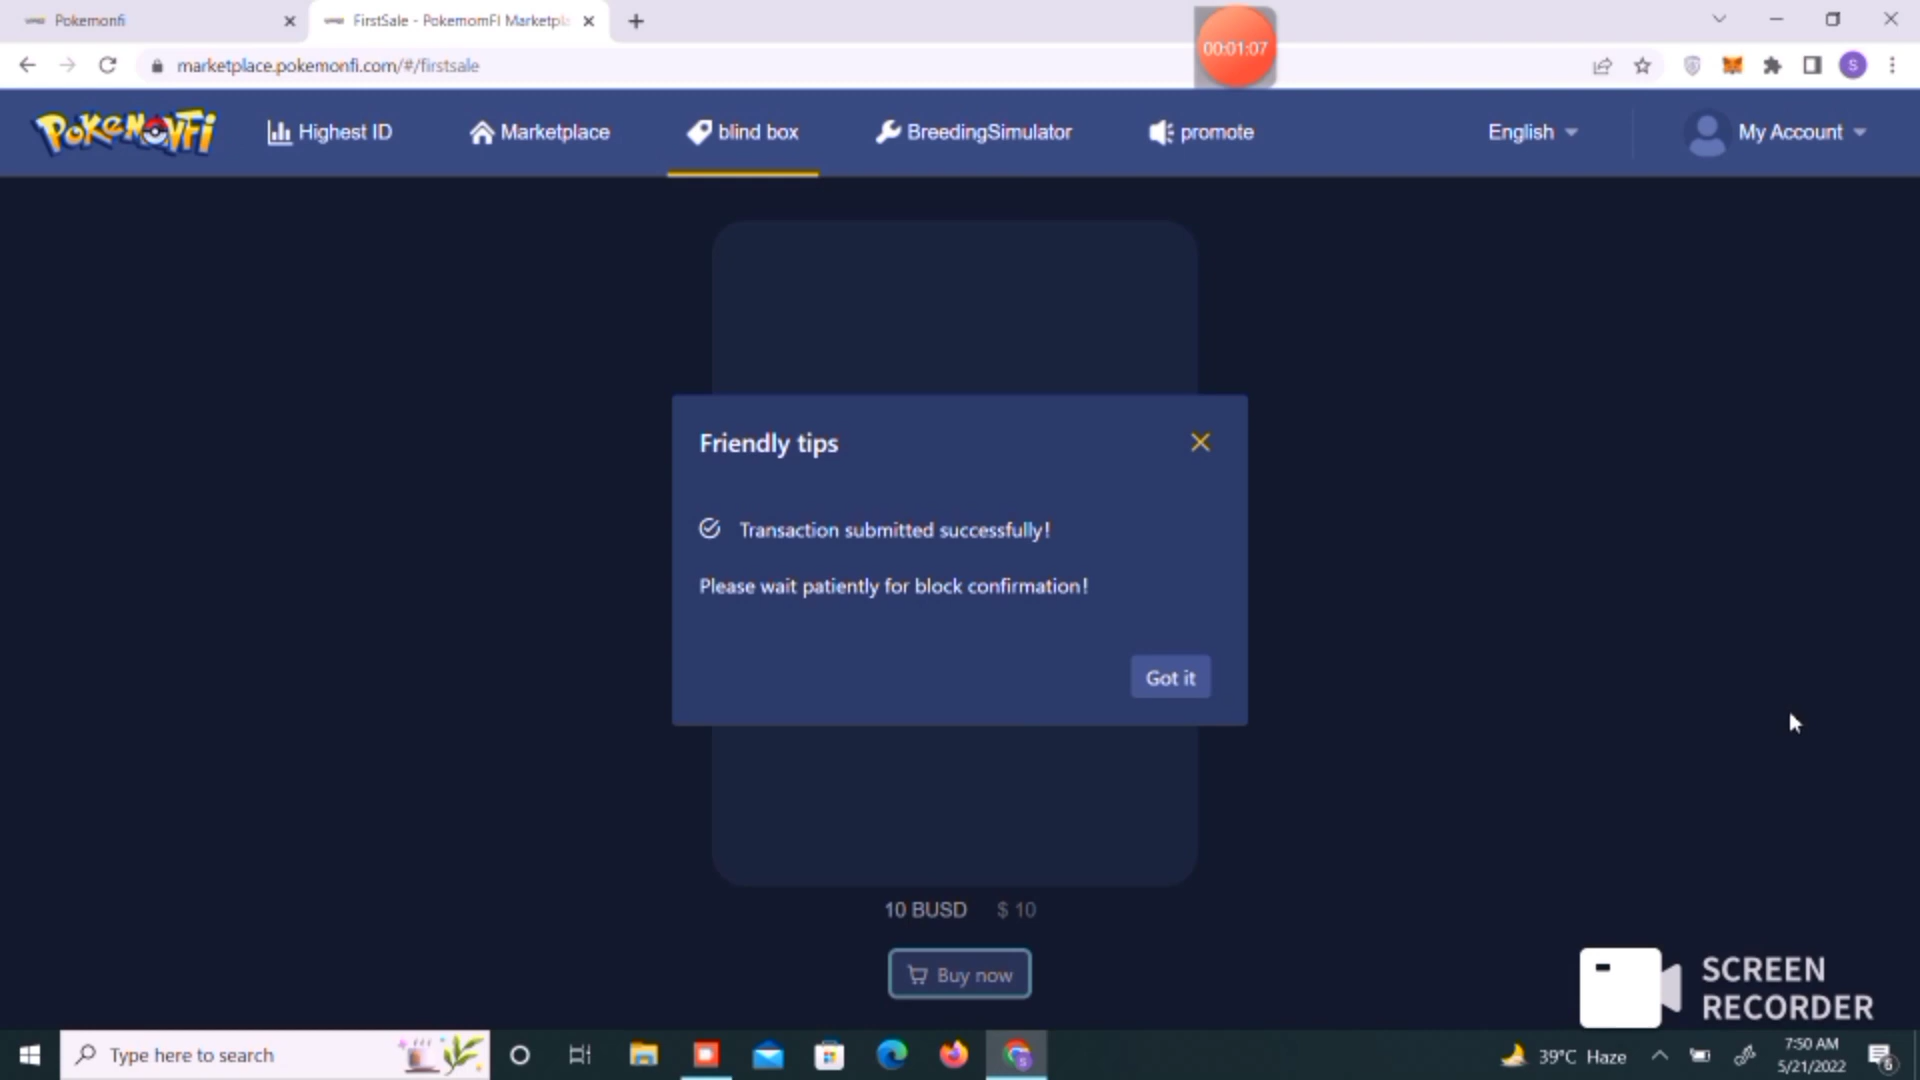 Pokemonfi
FirstSale - PokemomFI Marketpl
00:01:07
marketplace.pokemonfi.com/#/firstsale
S
POKEMONFI
Highest ID
Marketplace
blind box
BreedingSimulator
promote
English
My Account
Friendly tips
Transaction submitted successfully!
Please wait patiently for block confirmation!
Got it
10 BUSD $ 10
Buy now
SCREEN
RECORDER
Type here to search
39°C Haze
7:50 AM
5/21/2022
6